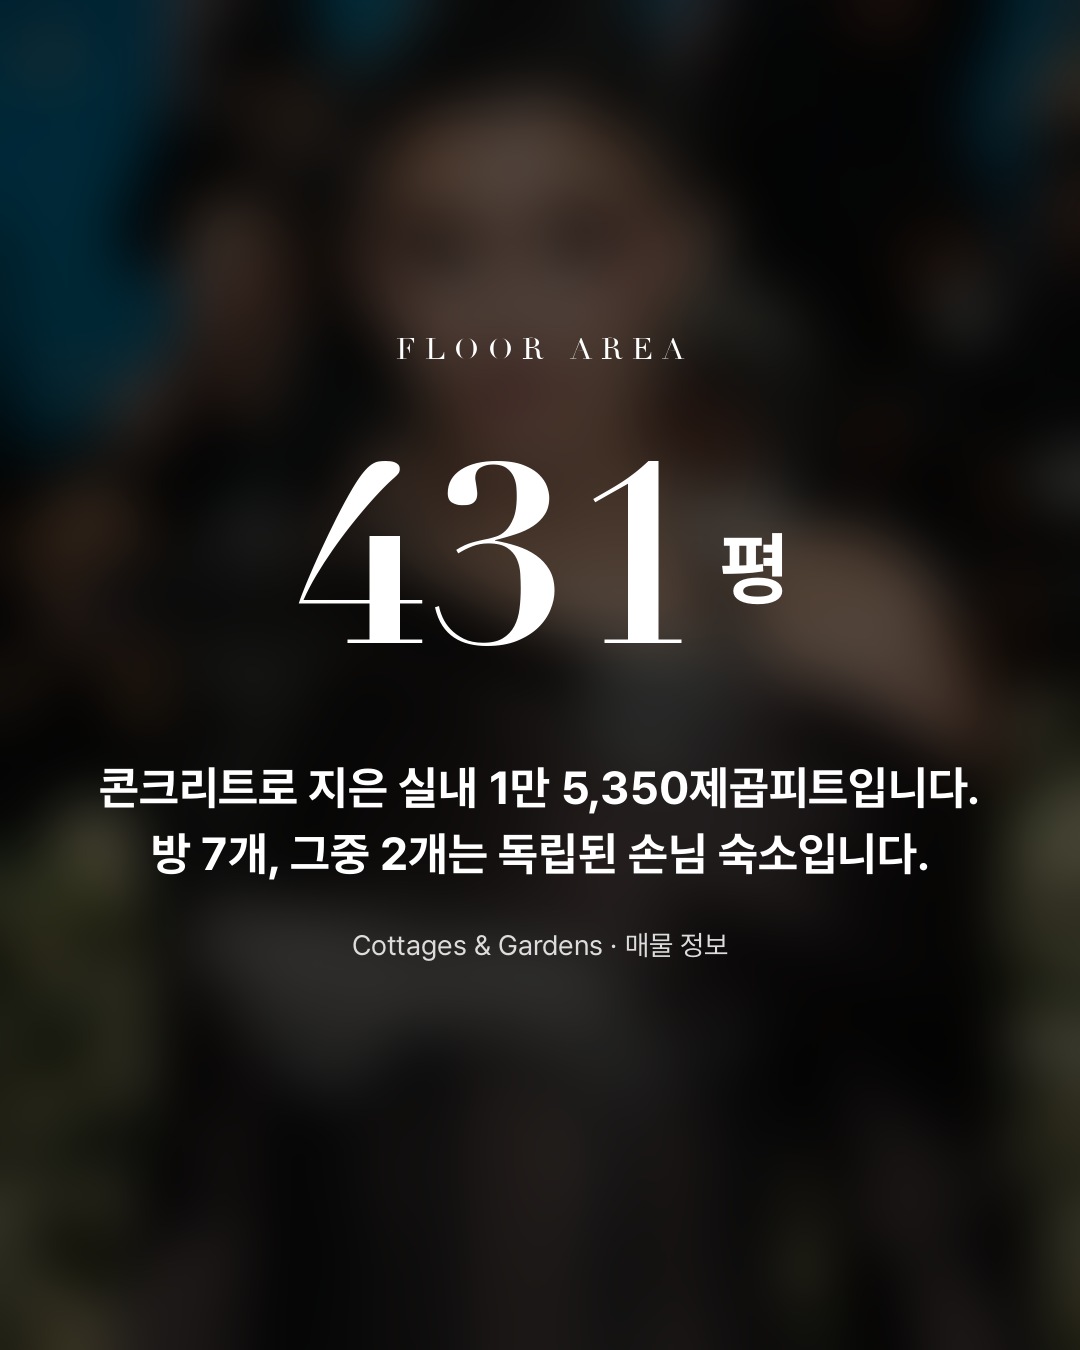 FLOOR AREA
431 평
콘크리트로 지은 실내 1만 5,350제곱피트입니다.
방 7개, 그중 2개는 독립된 손님 숙소입니다.
Cottages & Gardens · 매물 정보